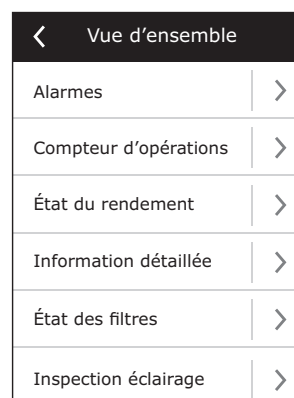 Vue d’ensemble
Alarmes
Compteur d’opérations
État du rendement
Information détaillée
État des filtres
Inspection éclairage